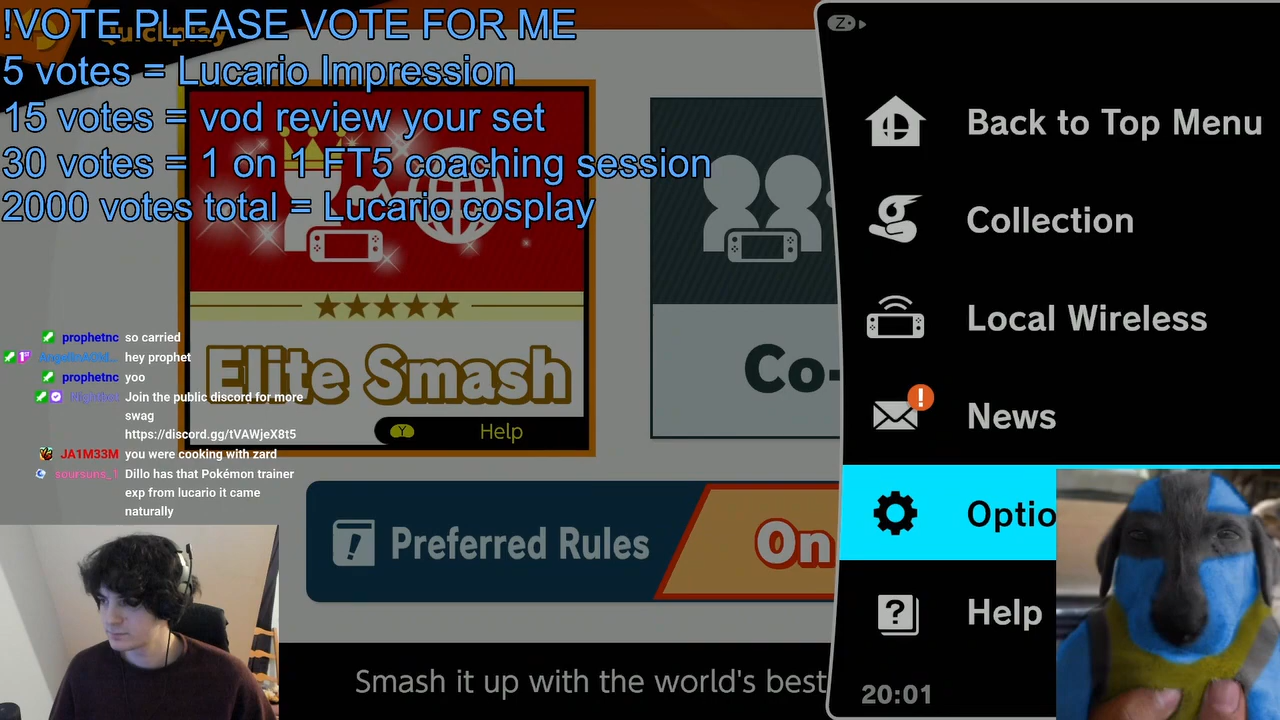 !VOTE PLEASE VOTE FOR ME
Quickplay
5 votes = Lucario Impression
15 votes = vod review your set
30 votes = 1 on 1 FT5 coaching session
2000 votes total = Lucario cosplay
Elite Smash
Y Help
Co-
Preferred Rules On
Smash it up with the world's best
prophetnc so carried
hey prophet
prophetnc yoo
Nightbot: Join the public discord for more
swag
https://discord.gg/tVAWjeX8t5
JA1M33M you were cooking with zard
soursuns_1 Dillo has that Pokémon trainer
exp from lucario it came
naturally
Z
Back to Top Menu
Collection
Local Wireless
News
Optio
Help
20:01